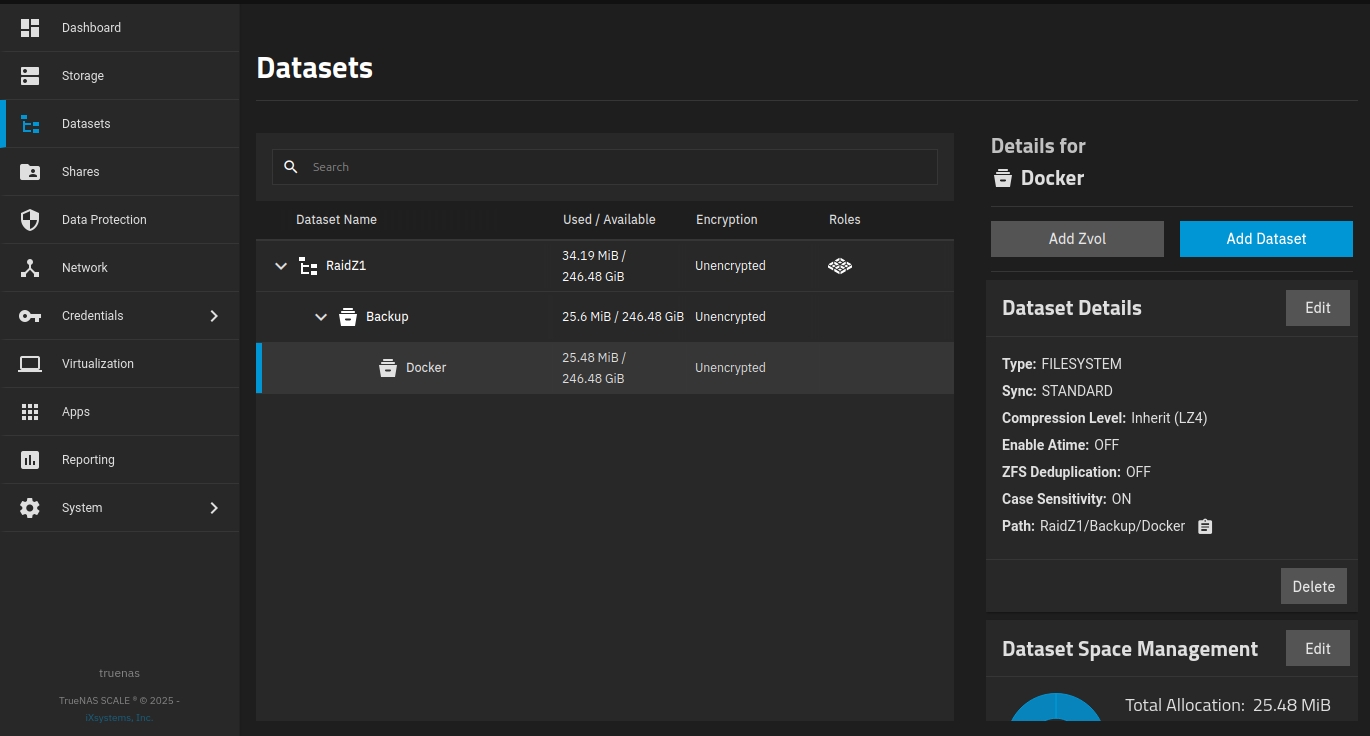 Dashboard
Storage
Datasets
Shares
Data Protection
Network
Credentials
Virtualization
Apps
Reporting
System
truenas
TrueNAS SCALE ® © 2025 -
iXsystems, Inc.
Datasets
Search
Dataset Name Used / Available Encryption Roles
RaidZ1 34.19 MiB / Unencrypted
246.48 GiB
Backup 25.6 MiB / 246.48 GiB Unencrypted
Docker 25.48 MiB / Unencrypted
246.48 GiB
Details for
Docker
Add Zvol Add Dataset
Dataset Details Edit
Type: FILESYSTEM
Sync: STANDARD
Compression Level: Inherit (LZ4)
Enable Atime: OFF
ZFS Deduplication: OFF
Case Sensitivity: ON
Path: RaidZ1/Backup/Docker
Delete
Dataset Space Management Edit
Total Allocation: 25.48 MiB